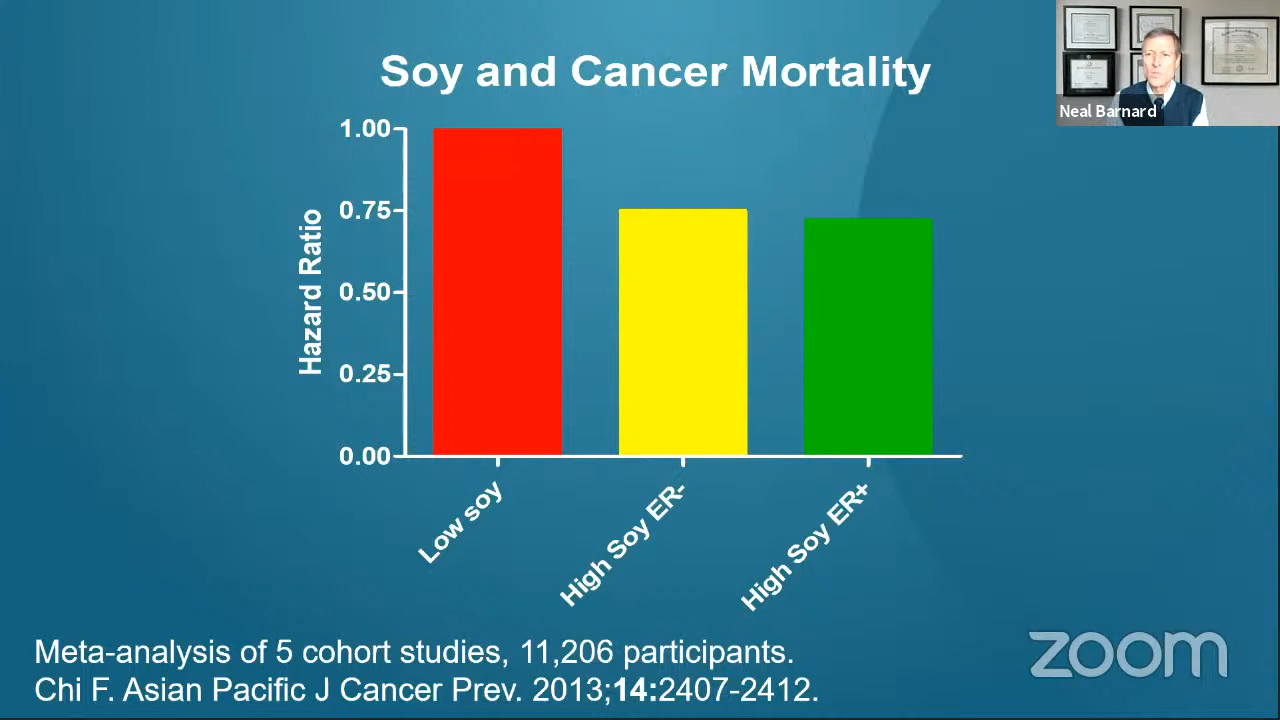 Soy and Cancer Mortality
Neal Barnard
Hazard Ratio
1.00
0.75
0.50
0.25
0.00
Low soy
High Soy ER-
High Soy ER+
Meta-analysis of 5 cohort studies, 11,206 participants.
Chi F. Asian Pacific J Cancer Prev. 2013;14:2407-2412.
zoom